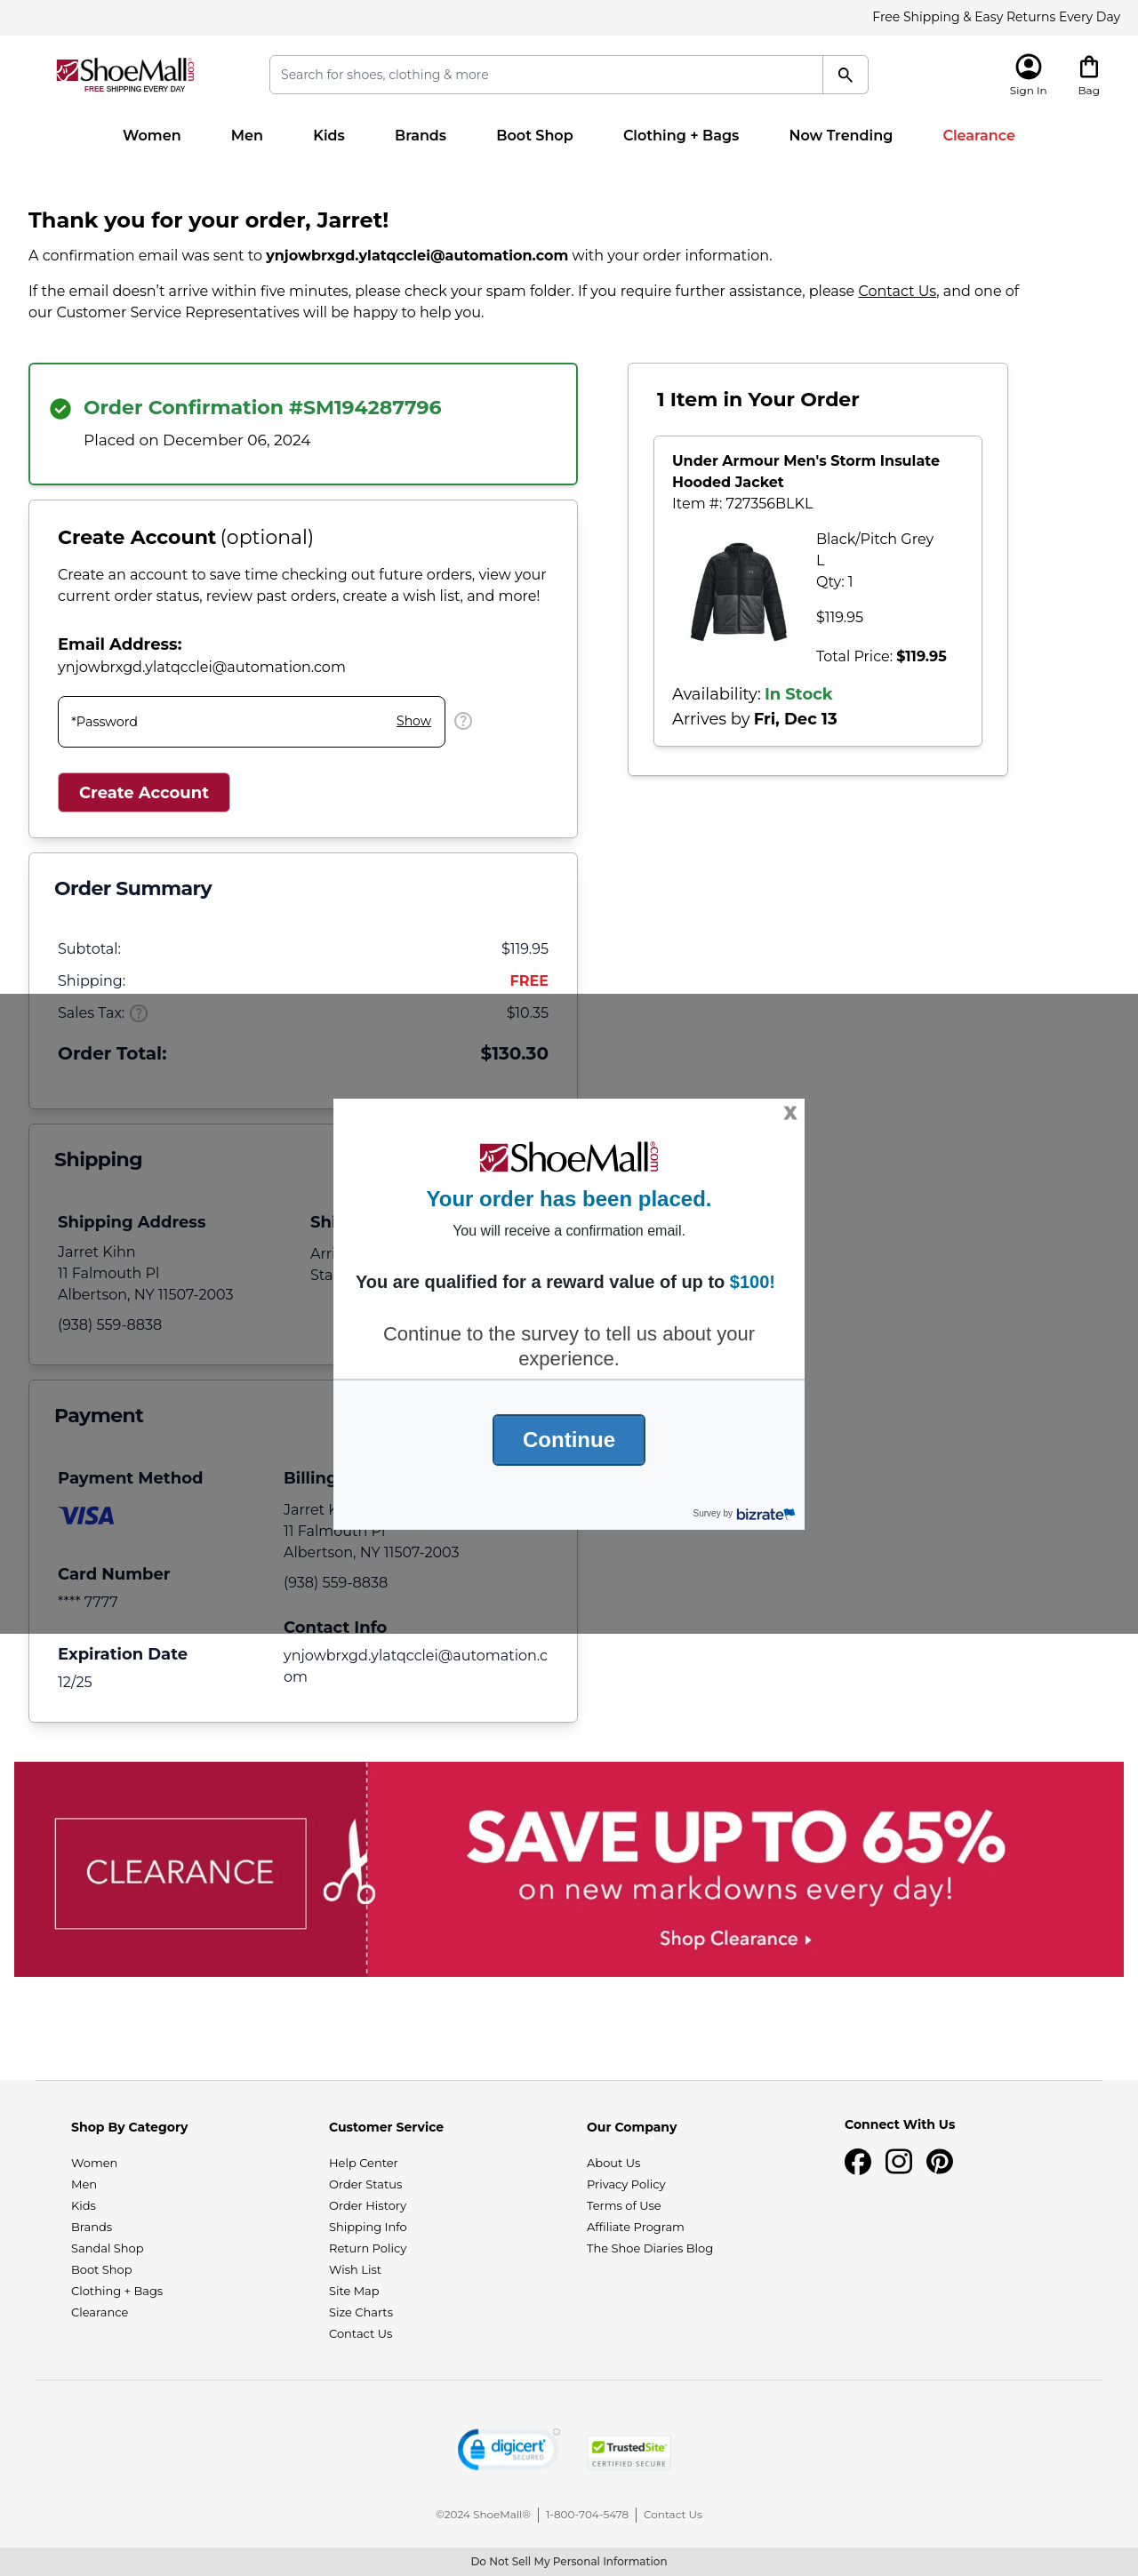 Free Shipping & Easy Returns Every Day
ShoeMall.com
FREE SHIPPING EVERY DAY
Search for shoes, clothing & more
Sign In
Bag
Women Men Kids Brands Boot Shop Clothing + Bags Now Trending Clearance
Thank you for your order, Jarret!
A confirmation email was sent to ynjowbrxgd.ylatqcclei@automation.com with your order information.
If the email doesn’t arrive within five minutes, please check your spam folder. If you require further assistance, please Contact Us, and one of
our Customer Service Representatives will be happy to help you.
Order Confirmation #SM194287796
Placed on December 06, 2024
Create Account (optional)
Create an account to save time checking out future orders, view your
current order status, review past orders, create a wish list, and more!
Email Address:
ynjowbrxgd.ylatqcclei@automation.com
*Password
Show
?
Create Account
1 Item in Your Order
Under Armour Men's Storm Insulate
Hooded Jacket
Item #: 727356BLKL
Black/Pitch Grey
L
Qty: 1
$119.95
Total Price: $119.95
Availability: In Stock
Arrives by Fri, Dec 13
Order Summary
Subtotal: $119.95
Shipping: FREE
Sales Tax: ? $10.35
Order Total: $130.30
Shipping
Shipping Address
Jarret Kihn
11 Falmouth Pl
Albertson, NY 11507-2003
(938) 559-8838
Shi
Arri
Sta
x
ShoeMall.com
Your order has been placed.
You will receive a confirmation email.
You are qualified for a reward value of up to $100!
Continue to the survey to tell us about your
experience.
Continue
Survey by bizrate
Payment
Payment Method
VISA
Card Number
**** 7777
Expiration Date
12/25
Billing
Jarret K
11 Falmouth Pl
Albertson, NY 11507-2003
(938) 559-8838
Contact Info
ynjowbrxgd.ylatqcclei@automation.c
om
CLEARANCE
SAVE UP TO 65%
on new markdowns every day!
Shop Clearance
Shop By Category
Women
Men
Kids
Brands
Sandal Shop
Boot Shop
Clothing + Bags
Clearance
Customer Service
Help Center
Order Status
Order History
Shipping Info
Return Policy
Wish List
Site Map
Size Charts
Contact Us
Our Company
About Us
Privacy Policy
Terms of Use
Affiliate Program
The Shoe Diaries Blog
Connect With Us
digicert
SECURED
TrustedSite
CERTIFIED SECURE
©2024 ShoeMall® 1-800-704-5478 Contact Us
Do Not Sell My Personal Information